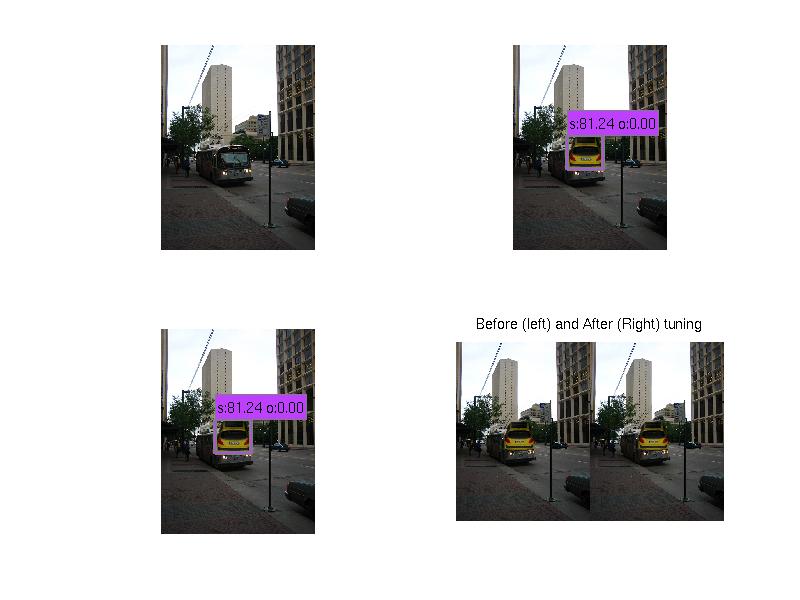 s:81.24 o:0.00
s:81.24 o:0.00
Before (left) and After (Right) tuning